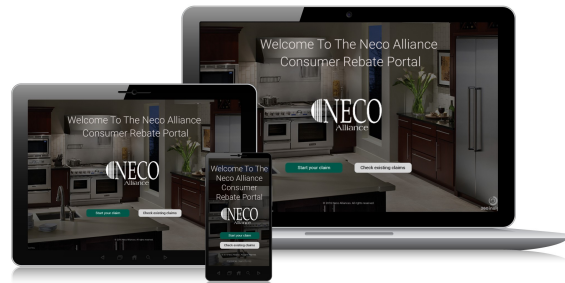 Welcome To The Neco Alliance
Consumer Rebate Portal
NECO
Alliance
Start your claim
Check existing claims
Welcome To The Neco Alliance
Consumer Rebate Portal
NECO
Alliance
Start your claim
Check existing claims
Welcome To The
Neco Alliance
Consumer
Rebate Portal
NECO
Alliance
Start your claim
Check existing claims